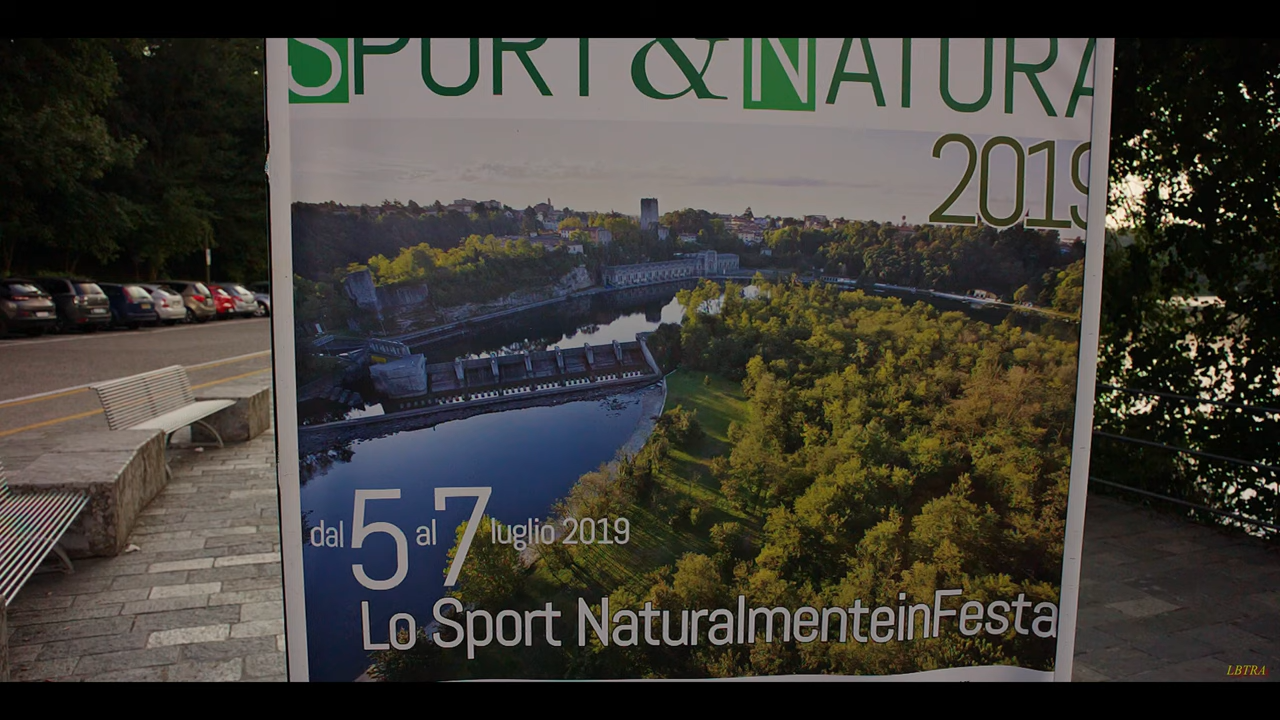 SPORT & NATURA
2019
dal 5 al 7 luglio 2019
Lo Sport NaturalmenteinFesta
LBTRA